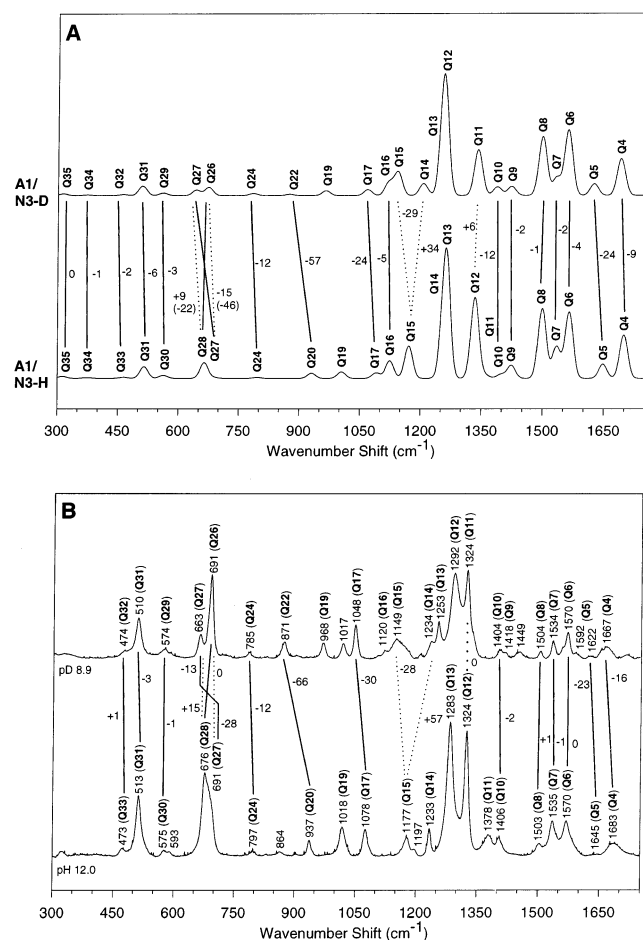 A
Q35 Q34 Q32 Q31 Q29 Q27 Q26 Q24 Q22 Q19 Q17 Q16 Q15 Q14 Q13 Q12 Q11 Q10 Q9 Q8 Q7 Q6 Q5 Q4
A1/
N3-D
0 -1 -2 -6 -3 +9 (-22) -15 (-46) -12 -57 -24 -5 -29 +34 +6 -12 -2 -1 -2 -4 -24 -9
Q35 Q34 Q33 Q31 Q30 Q28 Q27 Q24 Q20 Q19 Q17 Q16 Q15 Q14 Q13 Q12 Q11 Q10 Q9 Q8 Q7 Q6 Q5 Q4
A1/
N3-H
300 450 600 750 900 1050 1200 1350 1500 1650
Wavenumber Shift (cm-1)
B
474 (Q32) 510 (Q31) 574 (Q29) 663 (Q27) 691 (Q26) 785 (Q24) 871 (Q22) 968 (Q19) 1017 1048 (Q17) 1120 (Q16) 1149 (Q15) 1234 (Q14) 1253 (Q13) 1292 (Q12) 1324 (Q11) 1404 (Q10) 1418 (Q9) 1449 1504 (Q8) 1534 (Q7) 1570 (Q6) 1592 1622 (Q5) 1667 (Q4)
pD 8.9
+1 -3 -1 -13 +15 0 -28 -12 -66 -30 -28 +57 0 -2 +1 -1 0 -23 -16
473 (Q33) 513 (Q31) 575 (Q30) 593 676 (Q28) 691 (Q27) 797 (Q24) 864 937 (Q20) 1018 (Q19) 1078 (Q17) 1177 (Q15) 1197 1233 (Q14) 1283 (Q13) 1324 (Q12) 1378 (Q11) 1406 (Q10) 1503 (Q8) 1535 (Q7) 1570 (Q6) 1645 (Q5) 1683 (Q4)
pH 12.0
300 450 600 750 900 1050 1200 1350 1500 1650
Wavenumber Shift (cm-1)